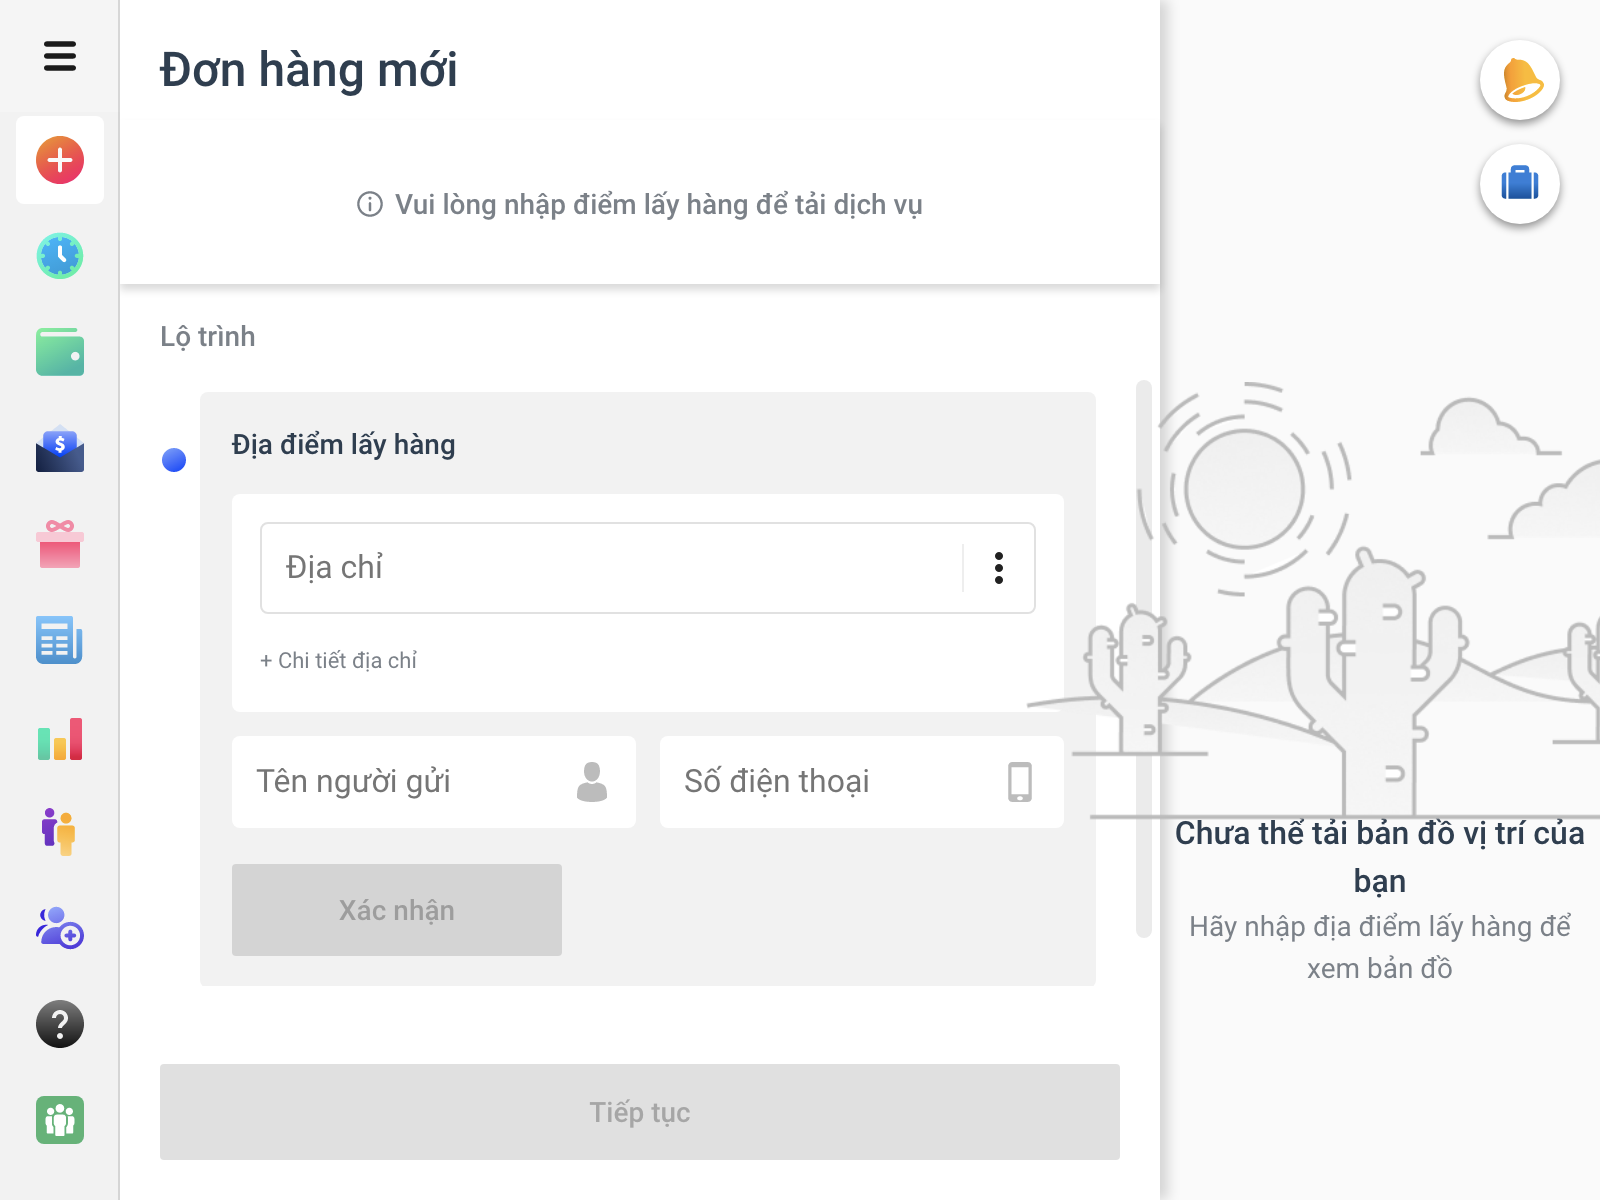 Đơn hàng mới
Vui lòng nhập điểm lấy hàng để tải dịch vụ
Lộ trình
Địa điểm lấy hàng
Địa chỉ
+ Chi tiết địa chỉ
Tên người gửi
Số điện thoại
Xác nhận
Tiếp tục
Chưa thể tải bản đồ vị trí của
bạn
Hãy nhập địa điểm lấy hàng để
xem bản đồ